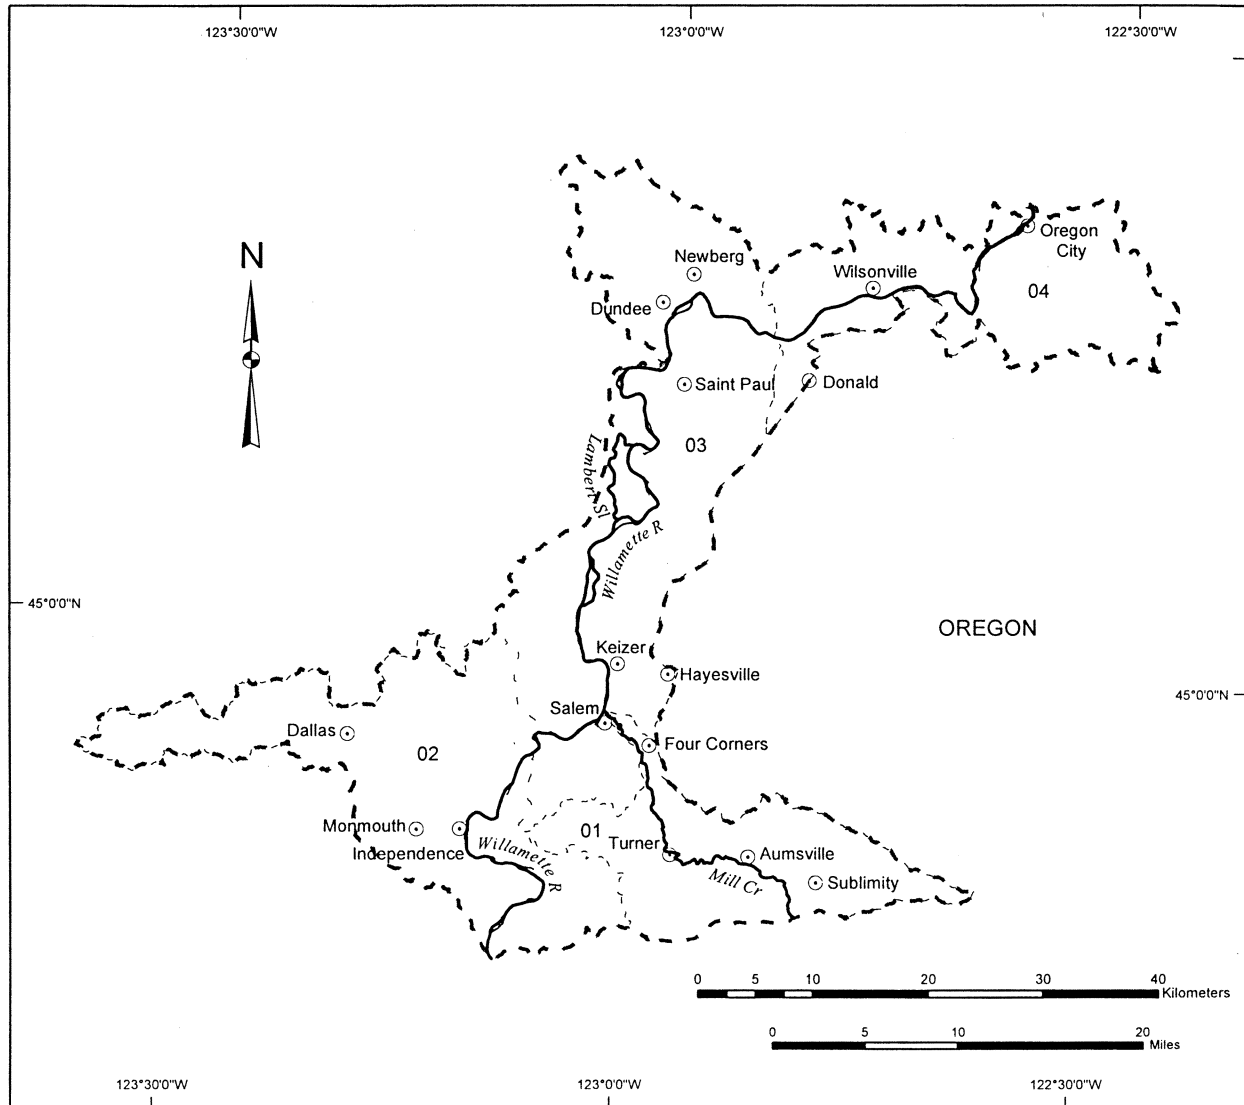 123°30'0"W
123°0'0"W
122°30'0"W
N
Oregon
City
Newberg
Wilsonville
04
Dundee
Saint Paul
Donald
03
Lambert Sl
Willamette R
45°0'0"N
OREGON
Keizer
Hayesville
45°0'0"N
Salem
Dallas
Four Corners
02
Monmouth
01
Independence
Willamette R
Turner
Aumsville
Mill Cr
Sublimity
0 5 10 20 30 40
Kilometers
0 5 10 20
Miles
123°30'0"W
123°0'0"W
122°30'0"W